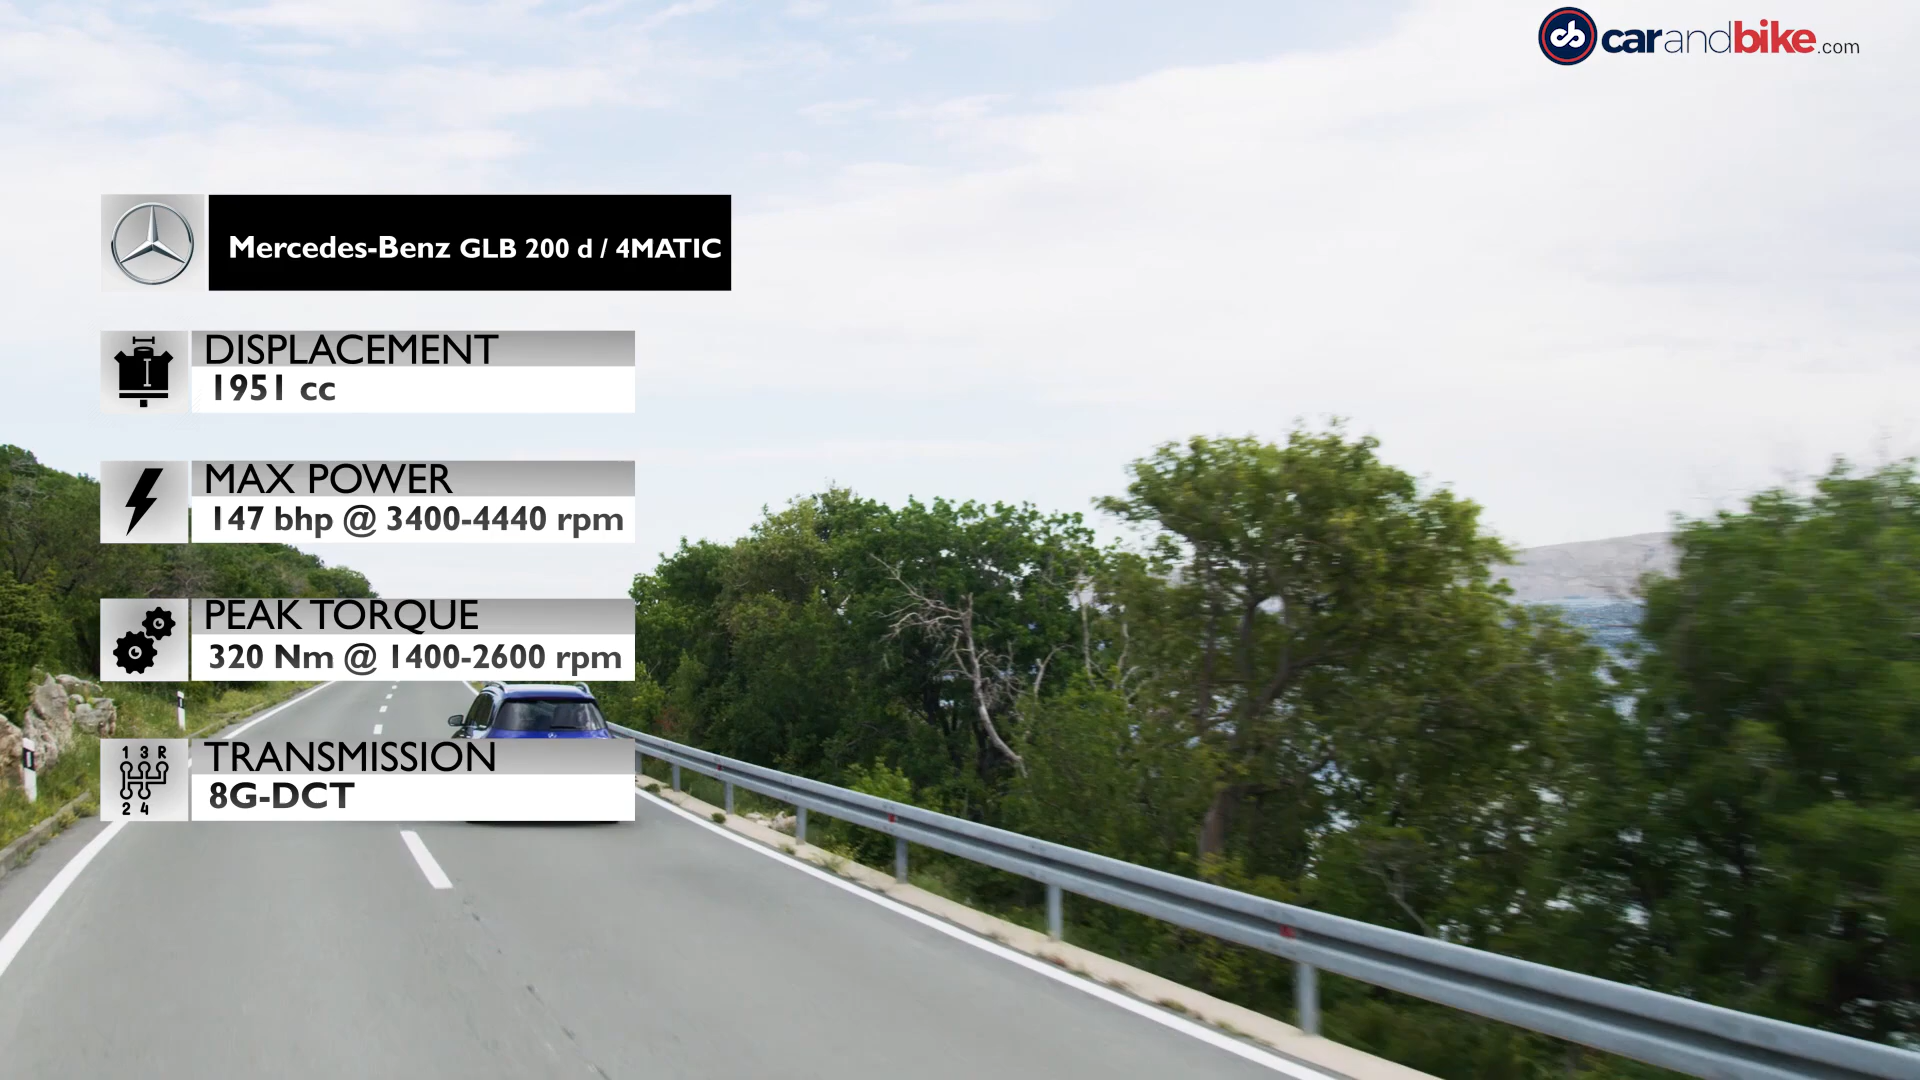 carandbike.com
Mercedes-Benz GLB 200 d / 4MATIC
DISPLACEMENT
1951 cc
MAX POWER
147 bhp @ 3400-4440 rpm
PEAK TORQUE
320 Nm @ 1400-2600 rpm
1 3 R
TRANSMISSION
8G-DCT
2 4